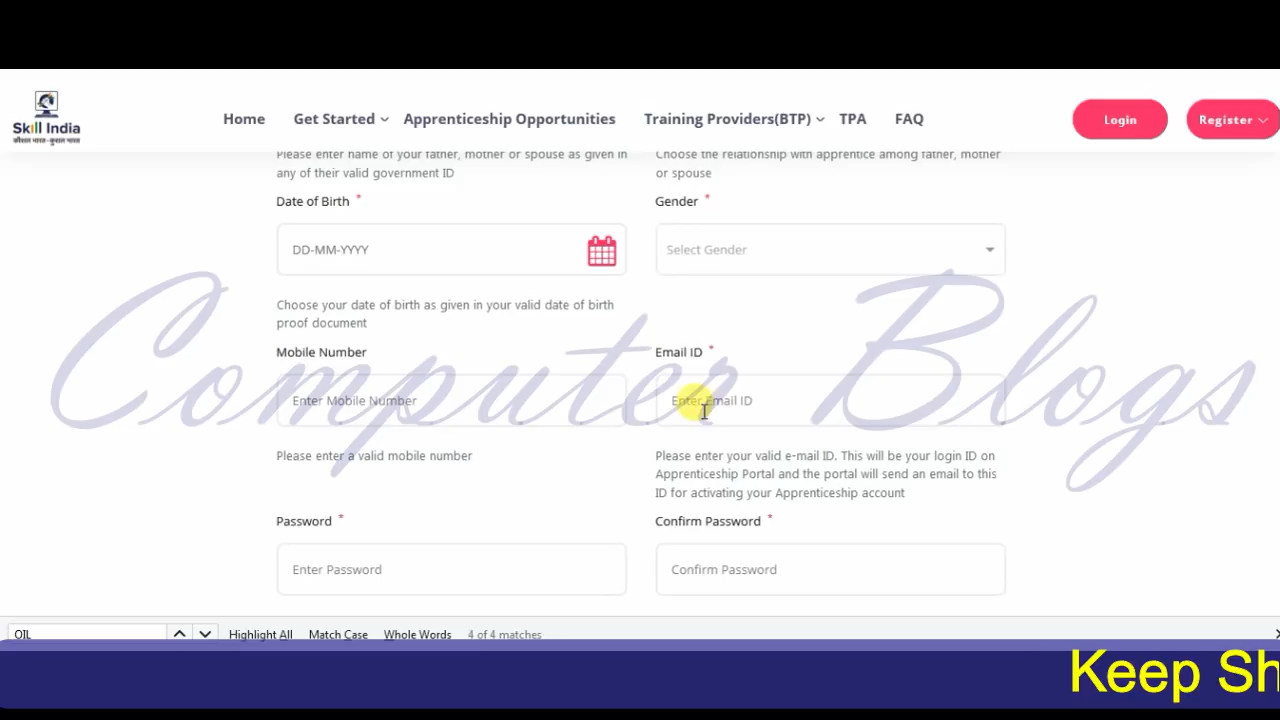 Skill India
कौशल भारत - कुशल भारत
Home Get Started Apprenticeship Opportunities Training Providers(BTP) TPA FAQ Login Register
Please enter name of your father, mother or spouse as given in
any of their valid government ID
Choose the relationship with apprentice among father, mother
or spouse
Date of Birth *
DD-MM-YYYY
Choose your date of birth as given in your valid date of birth
proof document
Gender *
Select Gender
Mobile Number
Enter Mobile Number
Please enter a valid mobile number
Email ID *
Enter Email ID
Please enter your valid e-mail ID. This will be your login ID on
Apprenticeship Portal and the portal will send an email to this
ID for activating your Apprenticeship account
Password *
Enter Password
Confirm Password *
Confirm Password
Computer Blogs
OIL Highlight All Match Case Whole Words 4 of 4 matches
Keep Sh